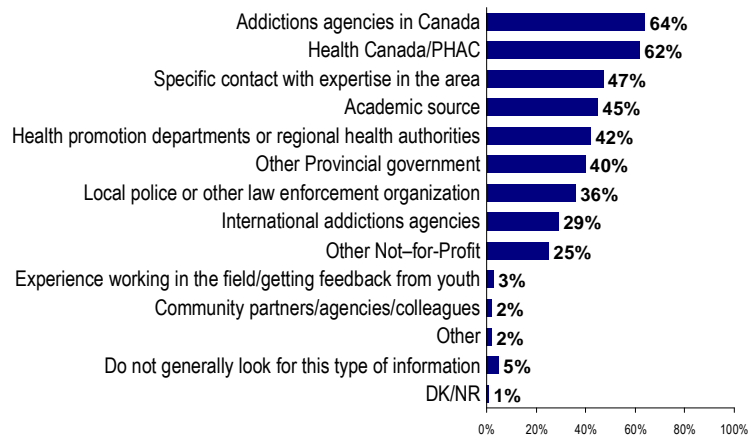 Addictions agencies in Canada 64%
Health Canada/PHAC 62%
Specific contact with expertise in the area 47%
Academic source 45%
Health promotion departments or regional health authorities 42%
Other Provincial government 40%
Local police or other law enforcement organization 36%
International addictions agencies 29%
Other Not–for-Profit 25%
Experience working in the field/getting feedback from youth 3%
Community partners/agencies/colleagues 2%
Other 2%
Do not generally look for this type of information 5%
DK/NR 1%
0% 20% 40% 60% 80% 100%